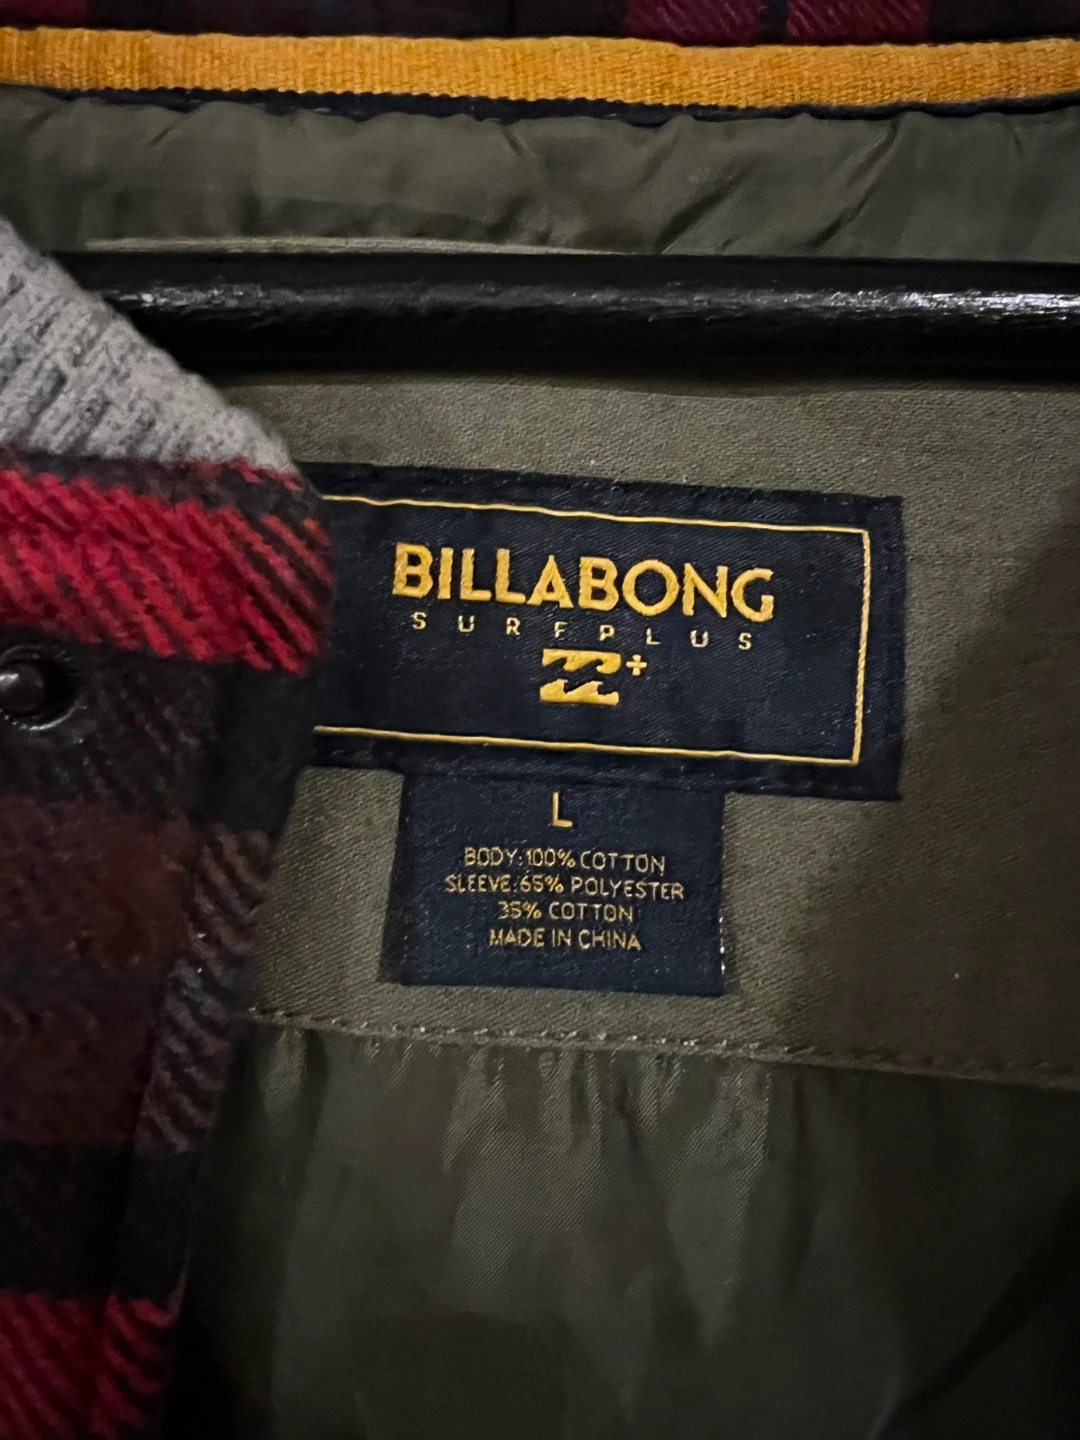 BILLABONG
SURFPLUS
L
BODY:100% COTTON
SLEEVE:65% POLYESTER
35% COTTON
MADE IN CHINA